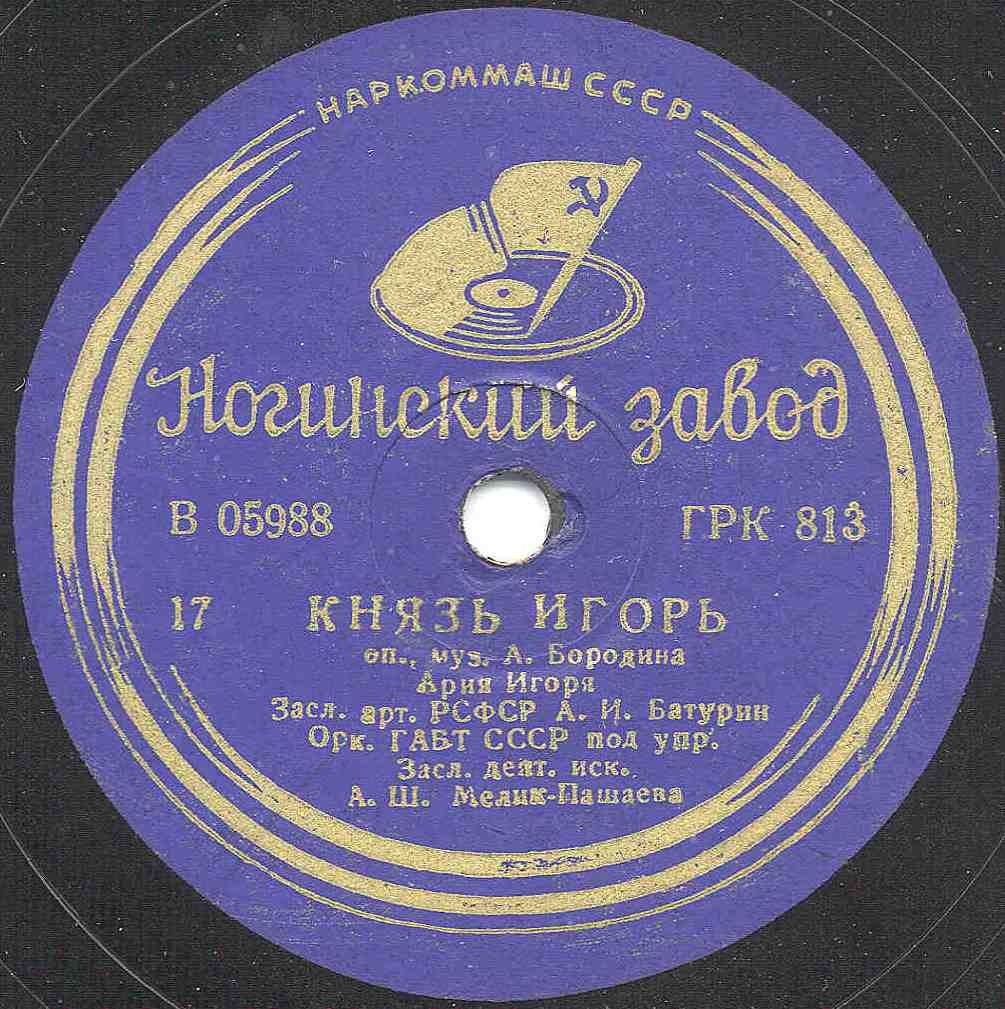 НАРКОММАШ СССР
Ногинский завод
В 05988 ГРК 813
17 КНЯЗЬ ИГОРЬ
оп., муз. А. Бородина
Ария Игоря
Засл. арт. РСФСР А. И. Батурин
Орк. ГАБТ СССР под упр.
Засл. деят. иск.
А. Ш. Мелик-Пашаева